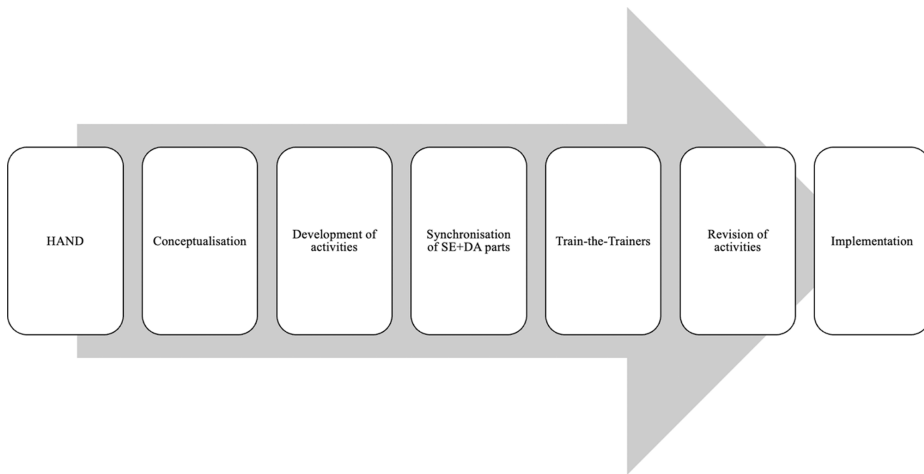 HAND
Conceptualisation
Development of
activities
Synchronisation
of SE+DA parts
Train-the-Trainers
Revision of
activities
Implementation